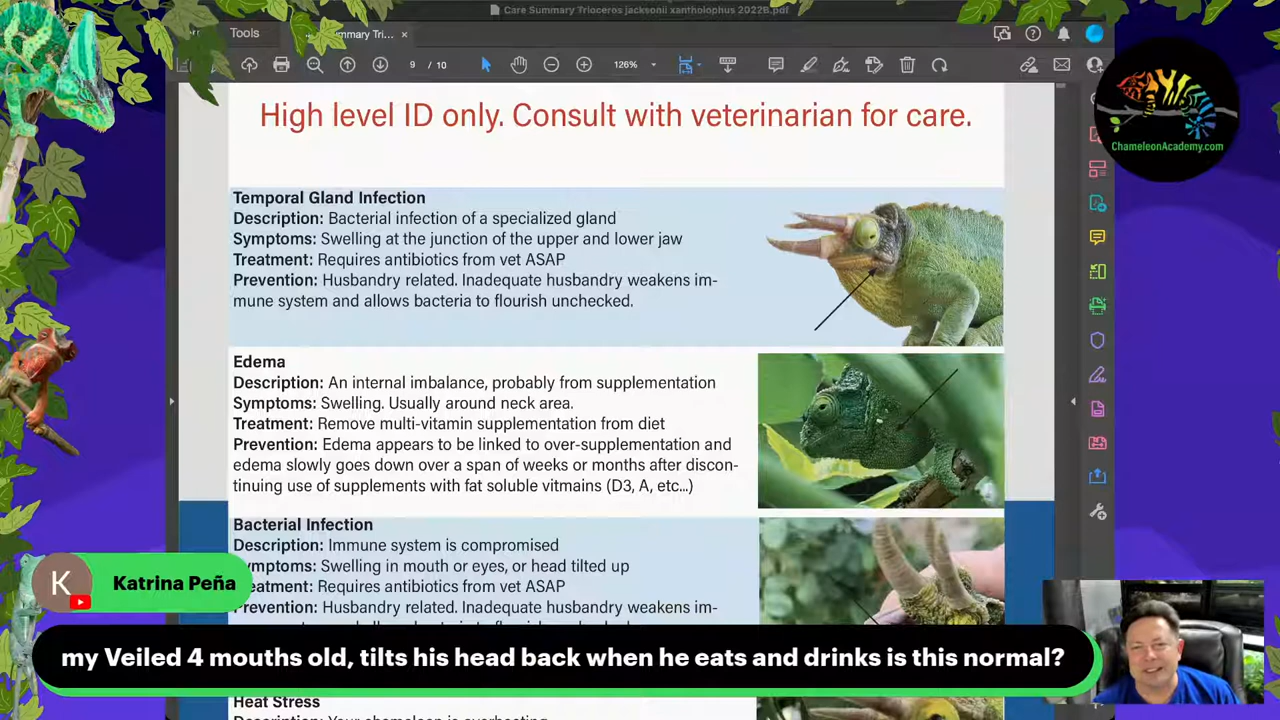 Care Summary Trioceros jacksonii xantholophus 2022B.pdf
Tools
ummary Tri...
9 / 10
126%
High level ID only. Consult with veterinarian for care.
ChameleonAcademy.com
Temporal Gland Infection
Description: Bacterial infection of a specialized gland
Symptoms: Swelling at the junction of the upper and lower jaw
Treatment: Requires antibiotics from vet ASAP
Prevention: Husbandry related. Inadequate husbandry weakens im-
mune system and allows bacteria to flourish unchecked.
Edema
Description: An internal imbalance, probably from supplementation
Symptoms: Swelling. Usually around neck area.
Treatment: Remove multi-vitamin supplementation from diet
Prevention: Edema appears to be linked to over-supplementation and
edema slowly goes down over a span of weeks or months after discon-
tinuing use of supplements with fat soluble vitmains (D3, A, etc...)
Bacterial Infection
Description: Immune system is compromised
ymptoms: Swelling in mouth or eyes, or head tilted up
eatment: Requires antibiotics from vet ASAP
revention: Husbandry related. Inadequate husbandry weakens im-
K
Katrina Peña
my Veiled 4 mouths old, tilts his head back when he eats and drinks is this normal?
Heat Stress
Description: Your chameleon is overheating